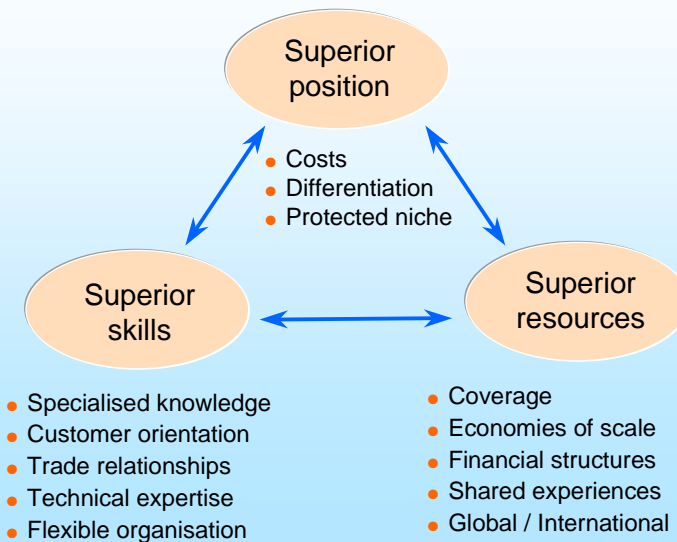 Superior
position
Costs
Differentiation
Protected niche
Superior
skills
Superior
resources
Specialised knowledge
Customer orientation
Trade relationships
Technical expertise
Flexible organisation
Coverage
Economies of scale
Financial structures
Shared experiences
Global / International